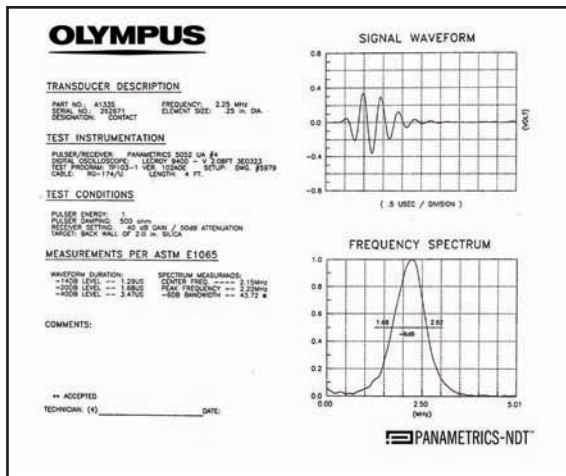 OLYMPUS
TRANSDUCER DESCRIPTION
PART NO.: A133S FREQUENCY: 2.25 MHz
SERIAL NO.: 262671 ELEMENT SIZE: .25 in. DIA.
DESIGNATION: CONTACT
TEST INSTRUMENTATION
PULSER/RECEIVER: PANAMETRICS 5052 UA #4
DIGITAL OSCILLOSCOPE: LECROY 9400 - V 2.08FT 3E0323
TEST PROGRAM: TP103-1 VER. SETUP: DWG. #5979
CABLE: RG-174/U LENGTH: 4 FT.
TEST CONDITIONS
PULSER ENERGY: 1
PULSER DAMPING: 500 ohm
RECEIVER SETTING: 40 dB GAIN / 50dB ATTENUATION
TARGET: BACK WALL OF 2.0 in. SILICA
MEASUREMENTS PER ASTM E1065
WAVEFORM DURATION: SPECTRUM MEASURANDS:
-14DB LEVEL -- 1.29US CENTER FREQ. ---- 2.15MHz
-20DB LEVEL -- 1.68US PEAK FREQUENCY -- 2.22MHz
-40DB LEVEL -- 3.47US -6DB BANDWIDTH -- 43.72
COMMENTS:
** ACCEPTED
TECHNICIAN: (4) DATE:
SIGNAL WAVEFORM
0.8
0.4
0.0
-0.4
-0.8
(VOLT)
( .5 USEC / DIVISION )
FREQUENCY SPECTRUM
1.0
0.8
0.6
0.4
0.2
0.0
1.68 2.62
-6dB
0.00 2.50 5.01
(MHz)
PANAMETRICS-NDT™